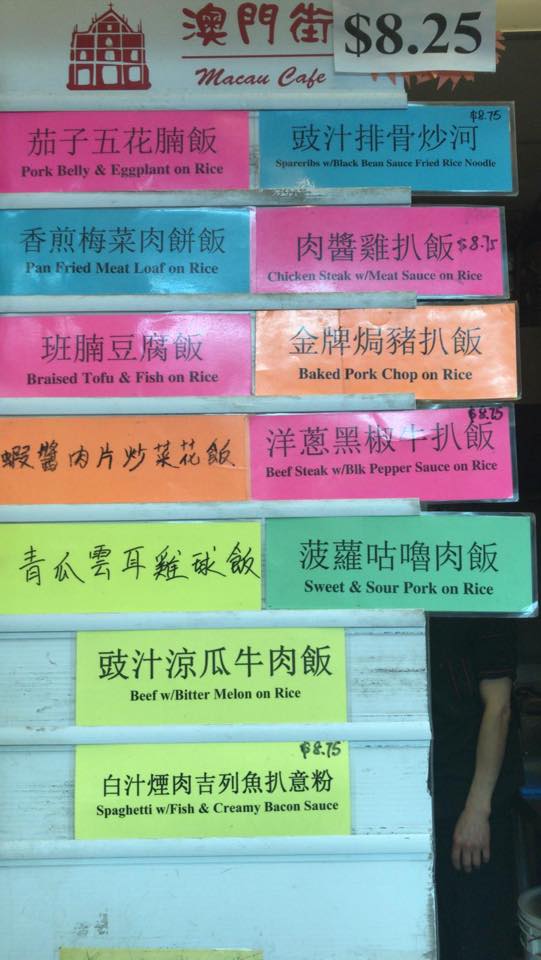 澳門街
Macau Cafe
$8.25
茄子五花腩飯
Pork Belly & Eggplant on Rice
$8.75
豉汁排骨炒河
Spareribs w/Black Bean Sauce Fried Rice Noodle
香煎梅菜肉餅飯
Pan Fried Meat Loaf on Rice
肉醬雞扒飯 $8.75
Chicken Steak w/Meat Sauce on Rice
班腩豆腐飯
Braised Tofu & Fish on Rice
金牌焗豬扒飯
Baked Pork Chop on Rice
蝦醬肉片炒菜花飯
$8.75
洋蔥黑椒牛扒飯
Beef Steak w/Blk Pepper Sauce on Rice
青瓜雲耳雞球飯
菠蘿咕嚕肉飯
Sweet & Sour Pork on Rice
豉汁涼瓜牛肉飯
Beef w/Bitter Melon on Rice
$8.75
白汁煙肉吉列魚扒意粉
Spaghetti w/Fish & Creamy Bacon Sauce